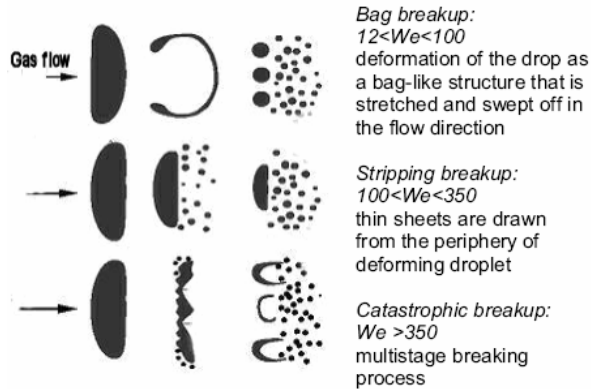 Gas flow
Bag breakup:
12<We<100
deformation of the drop as
a bag-like structure that is
stretched and swept off in
the flow direction
Stripping breakup:
100<We<350
thin sheets are drawn
from the periphery of
deforming droplet
Catastrophic breakup:
We >350
multistage breaking
process